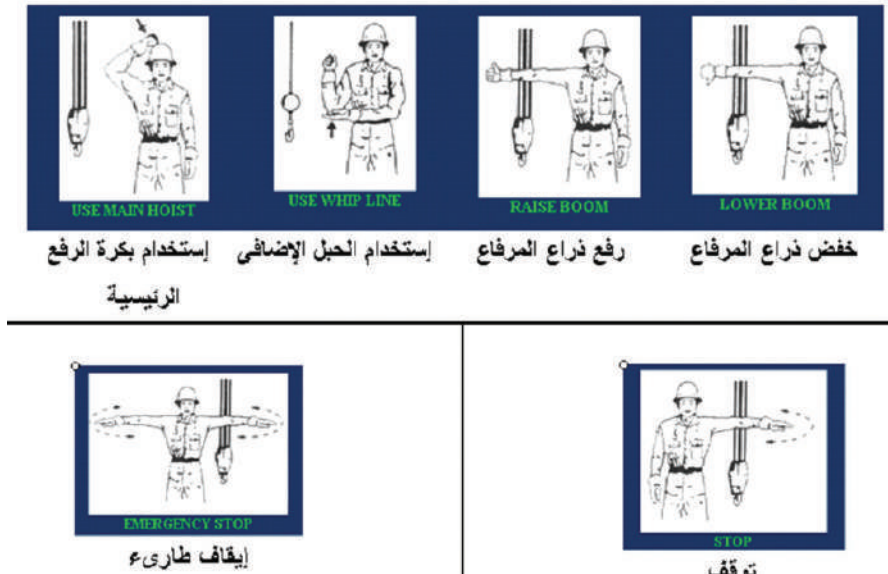 USE MAIN HOIST
USE WHIP LINE
RAISE BOOM
LOWER BOOM
إستخدام بكرة الرفع
الرئيسية
إستخدام الحبل الإضافى
رفع ذراع المرفاع
خفض ذراع المرفاع
EMERGENCY STOP
إيقاف طارىء
STOP
توقف